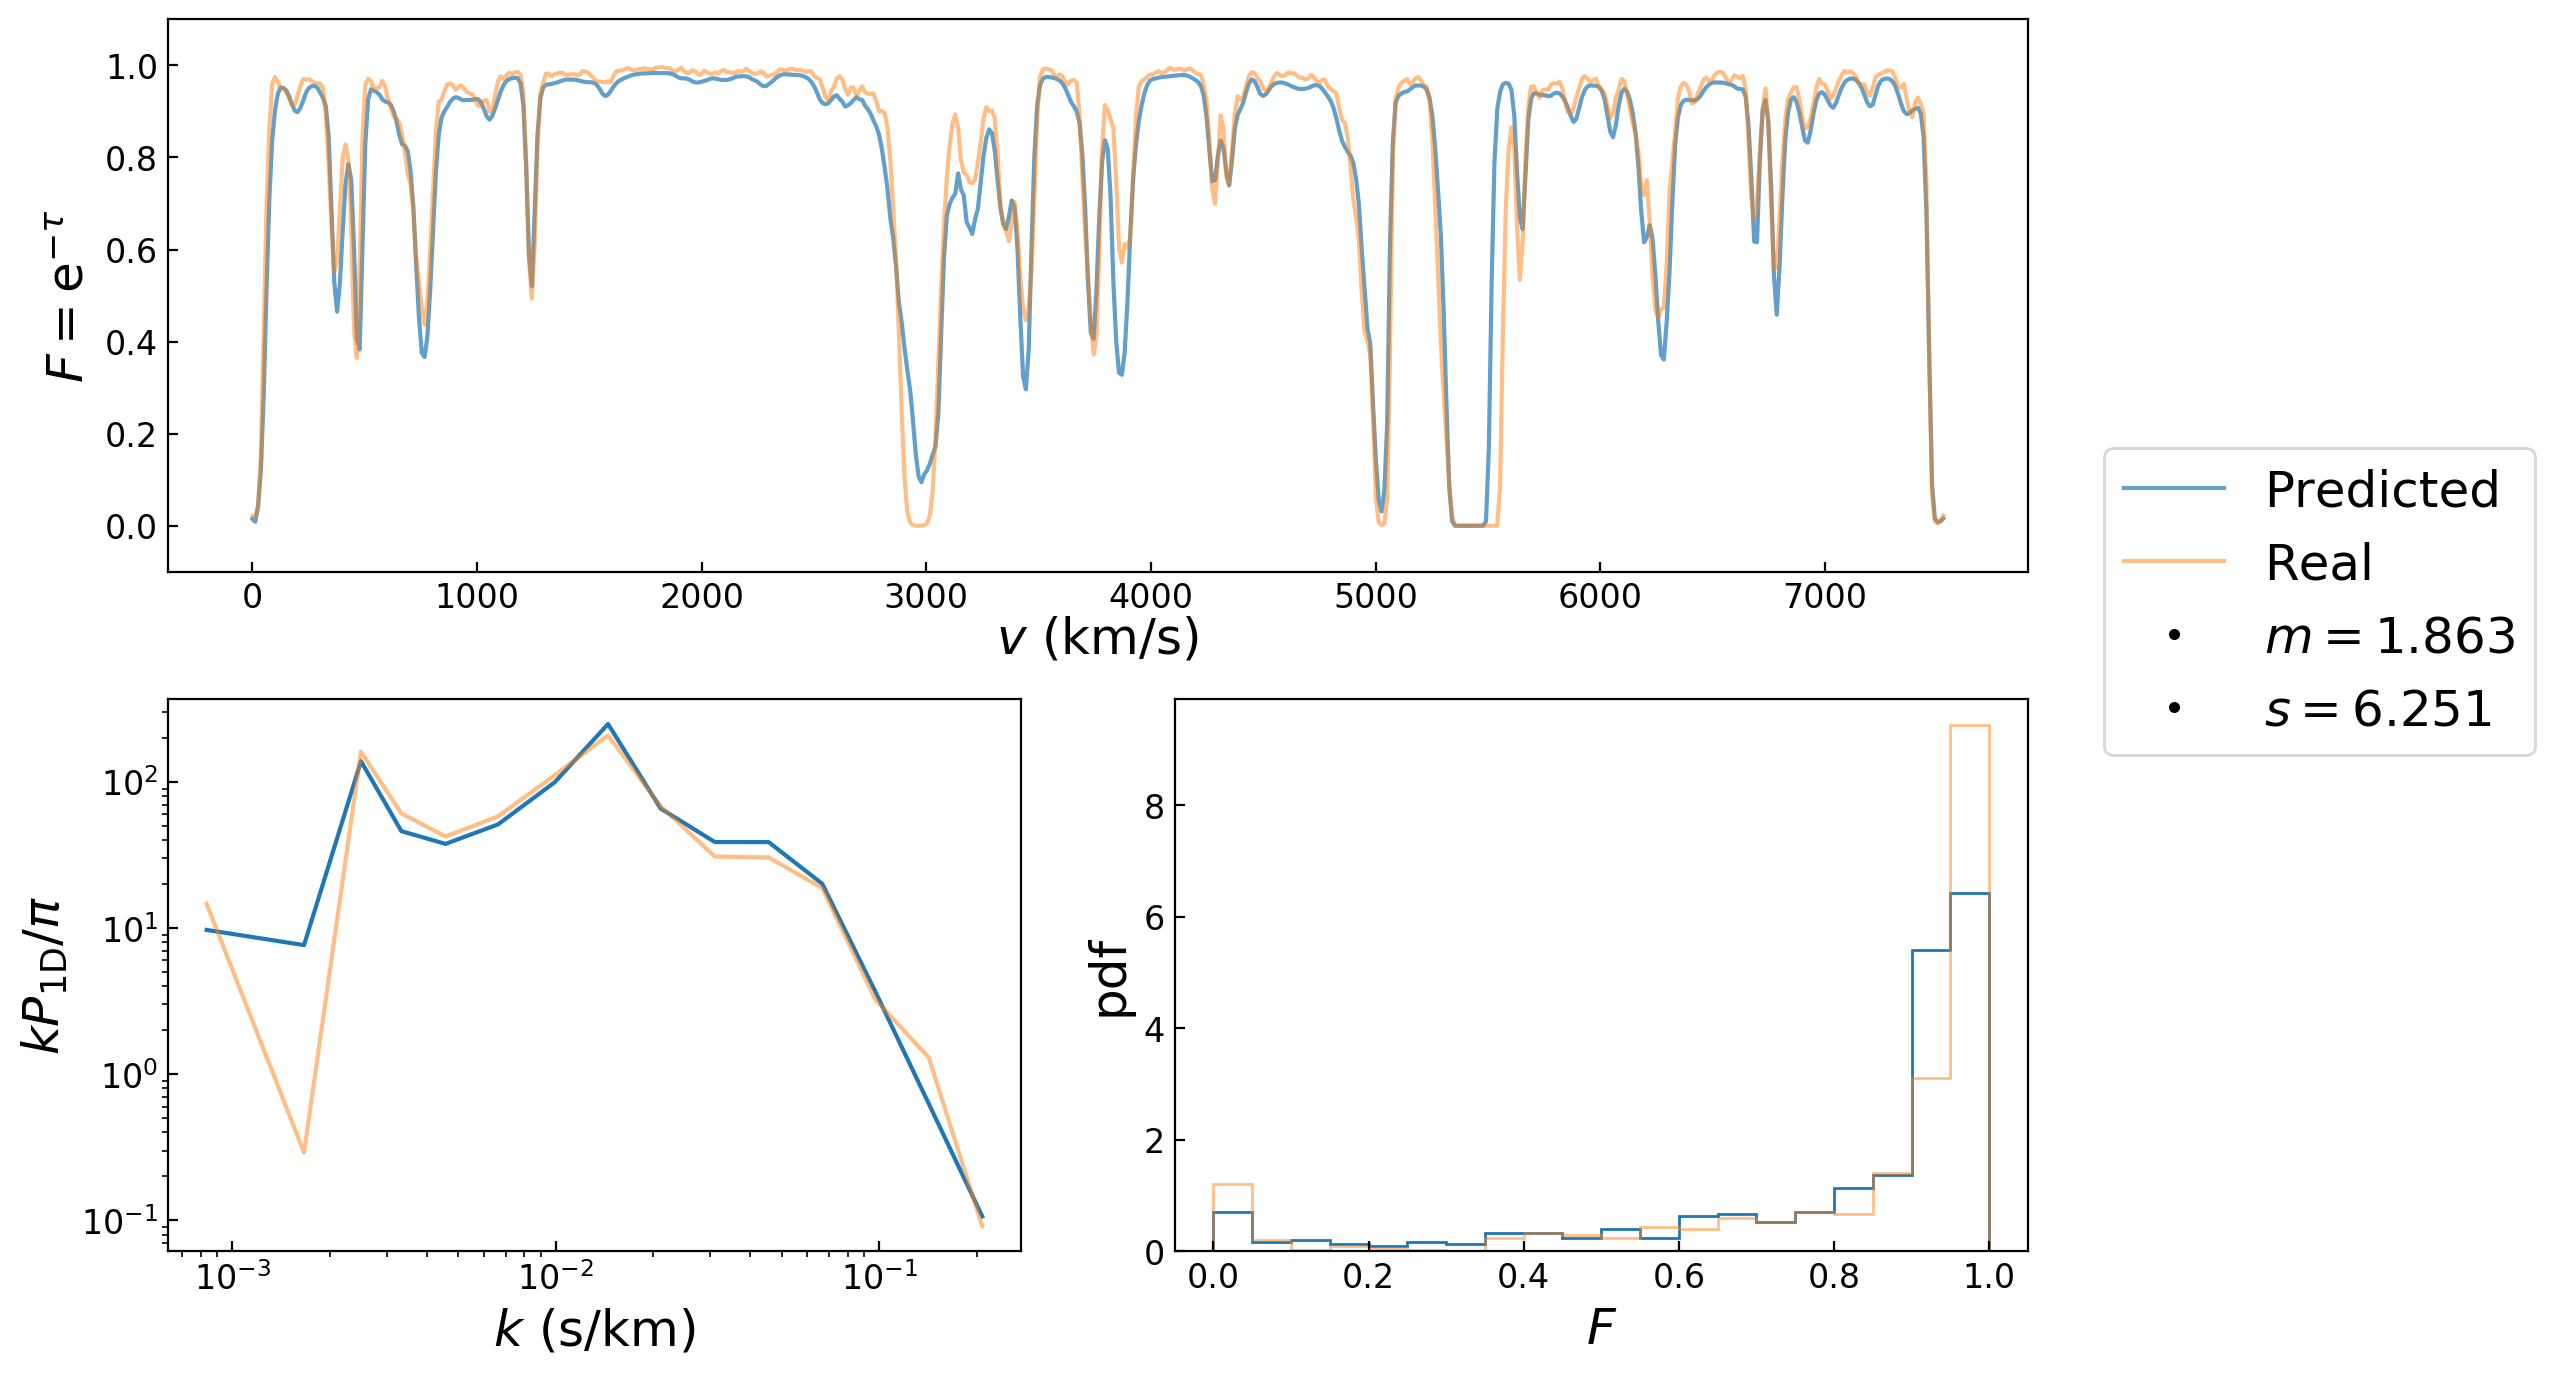 F = e^{−τ}
1.0
0.8
0.6
0.4
0.2
0.0
0 1000 2000 3000 4000 5000 6000 7000
v (km/s)
Predicted
Real
m = 1.863
s = 6.251
kP_{1D}/π
10^2
10^1
10^0
10^{−1}
10^{−3} 10^{−2} 10^{−1}
k (s/km)
pdf
8
6
4
2
0
0.0 0.2 0.4 0.6 0.8 1.0
F